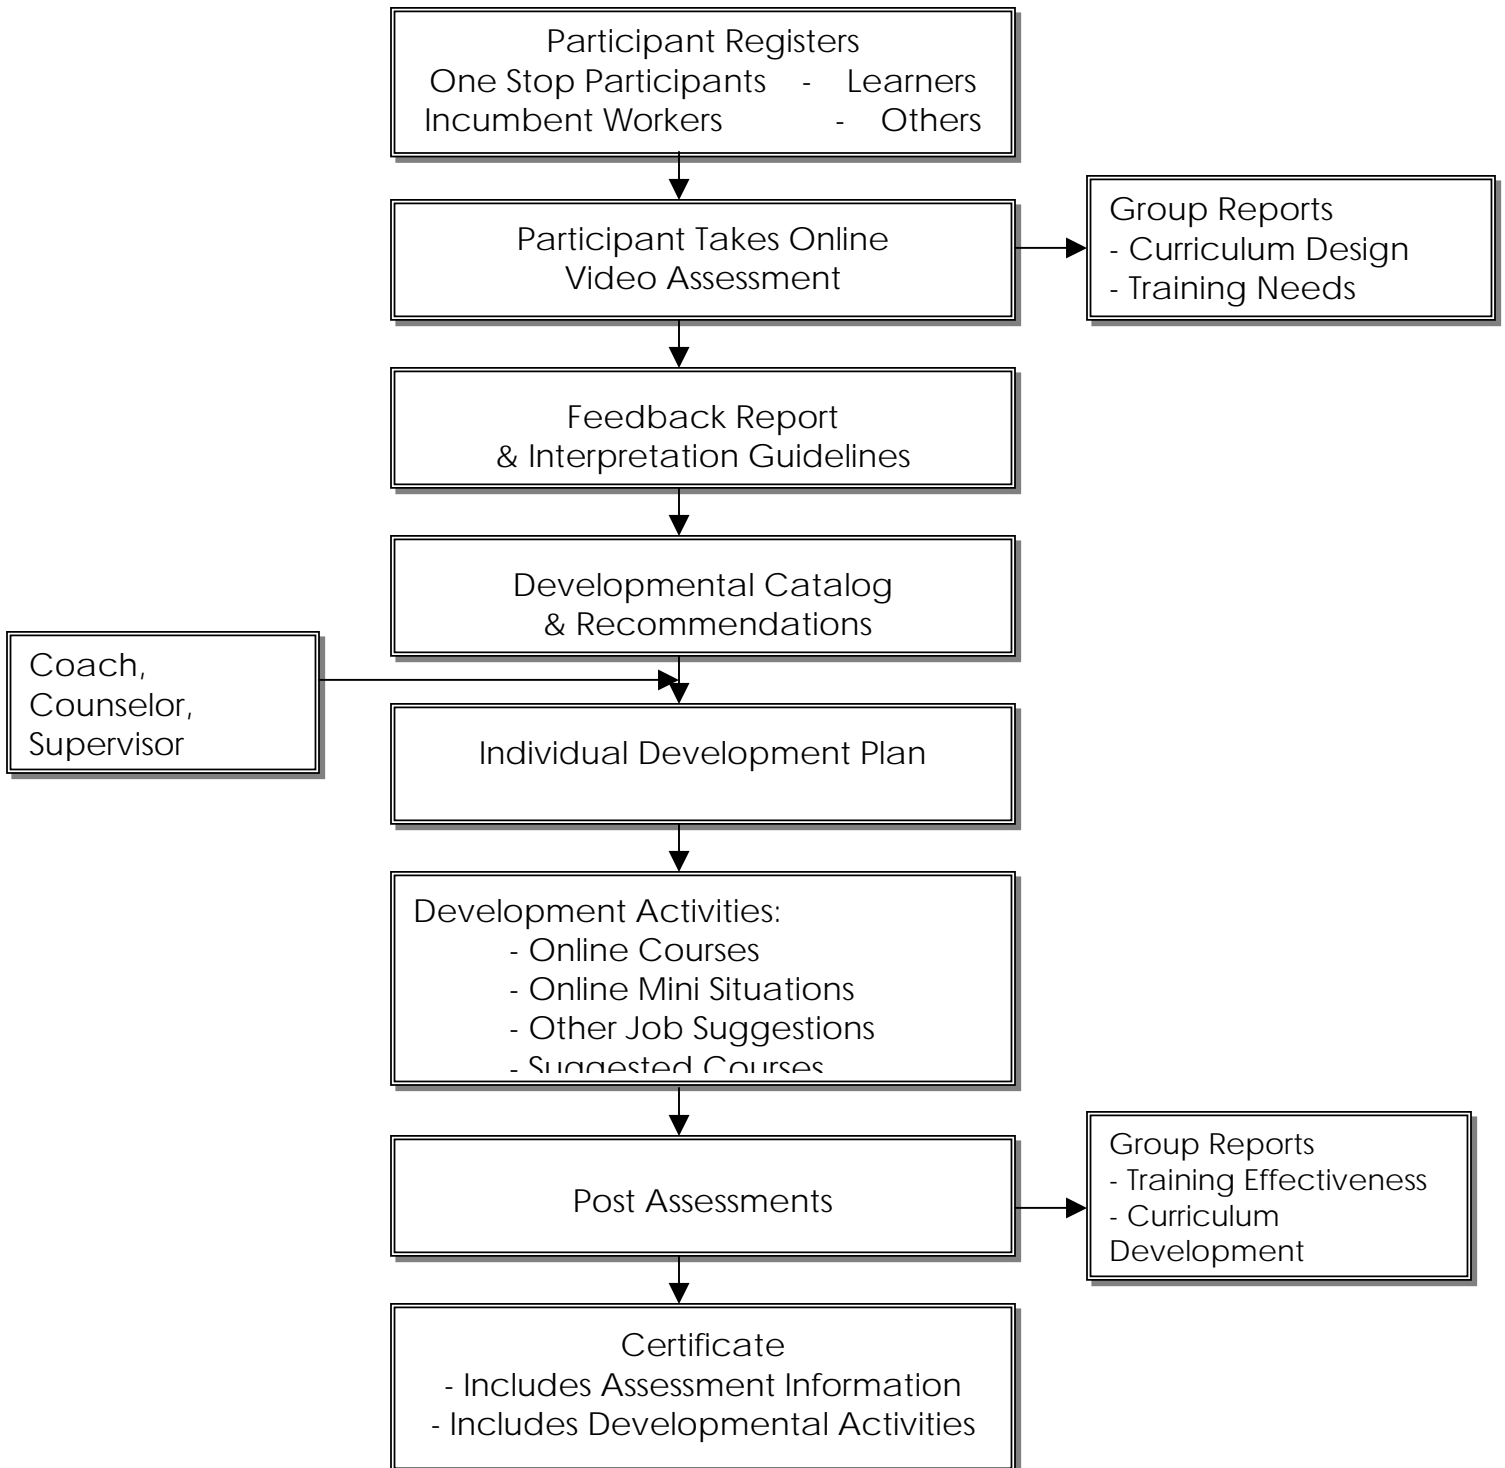 Participant Registers
One Stop Participants - Learners
Incumbent Workers - Others
Participant Takes Online
Video Assessment
Group Reports
- Curriculum Design
- Training Needs
Feedback Report
& Interpretation Guidelines
Developmental Catalog
& Recommendations
Coach,
Counselor,
Supervisor
Individual Development Plan
Development Activities:
- Online Courses
- Online Mini Situations
- Other Job Suggestions
- Suggested Courses
Post Assessments
Group Reports
- Training Effectiveness
- Curriculum
Development
Certificate
- Includes Assessment Information
- Includes Developmental Activities